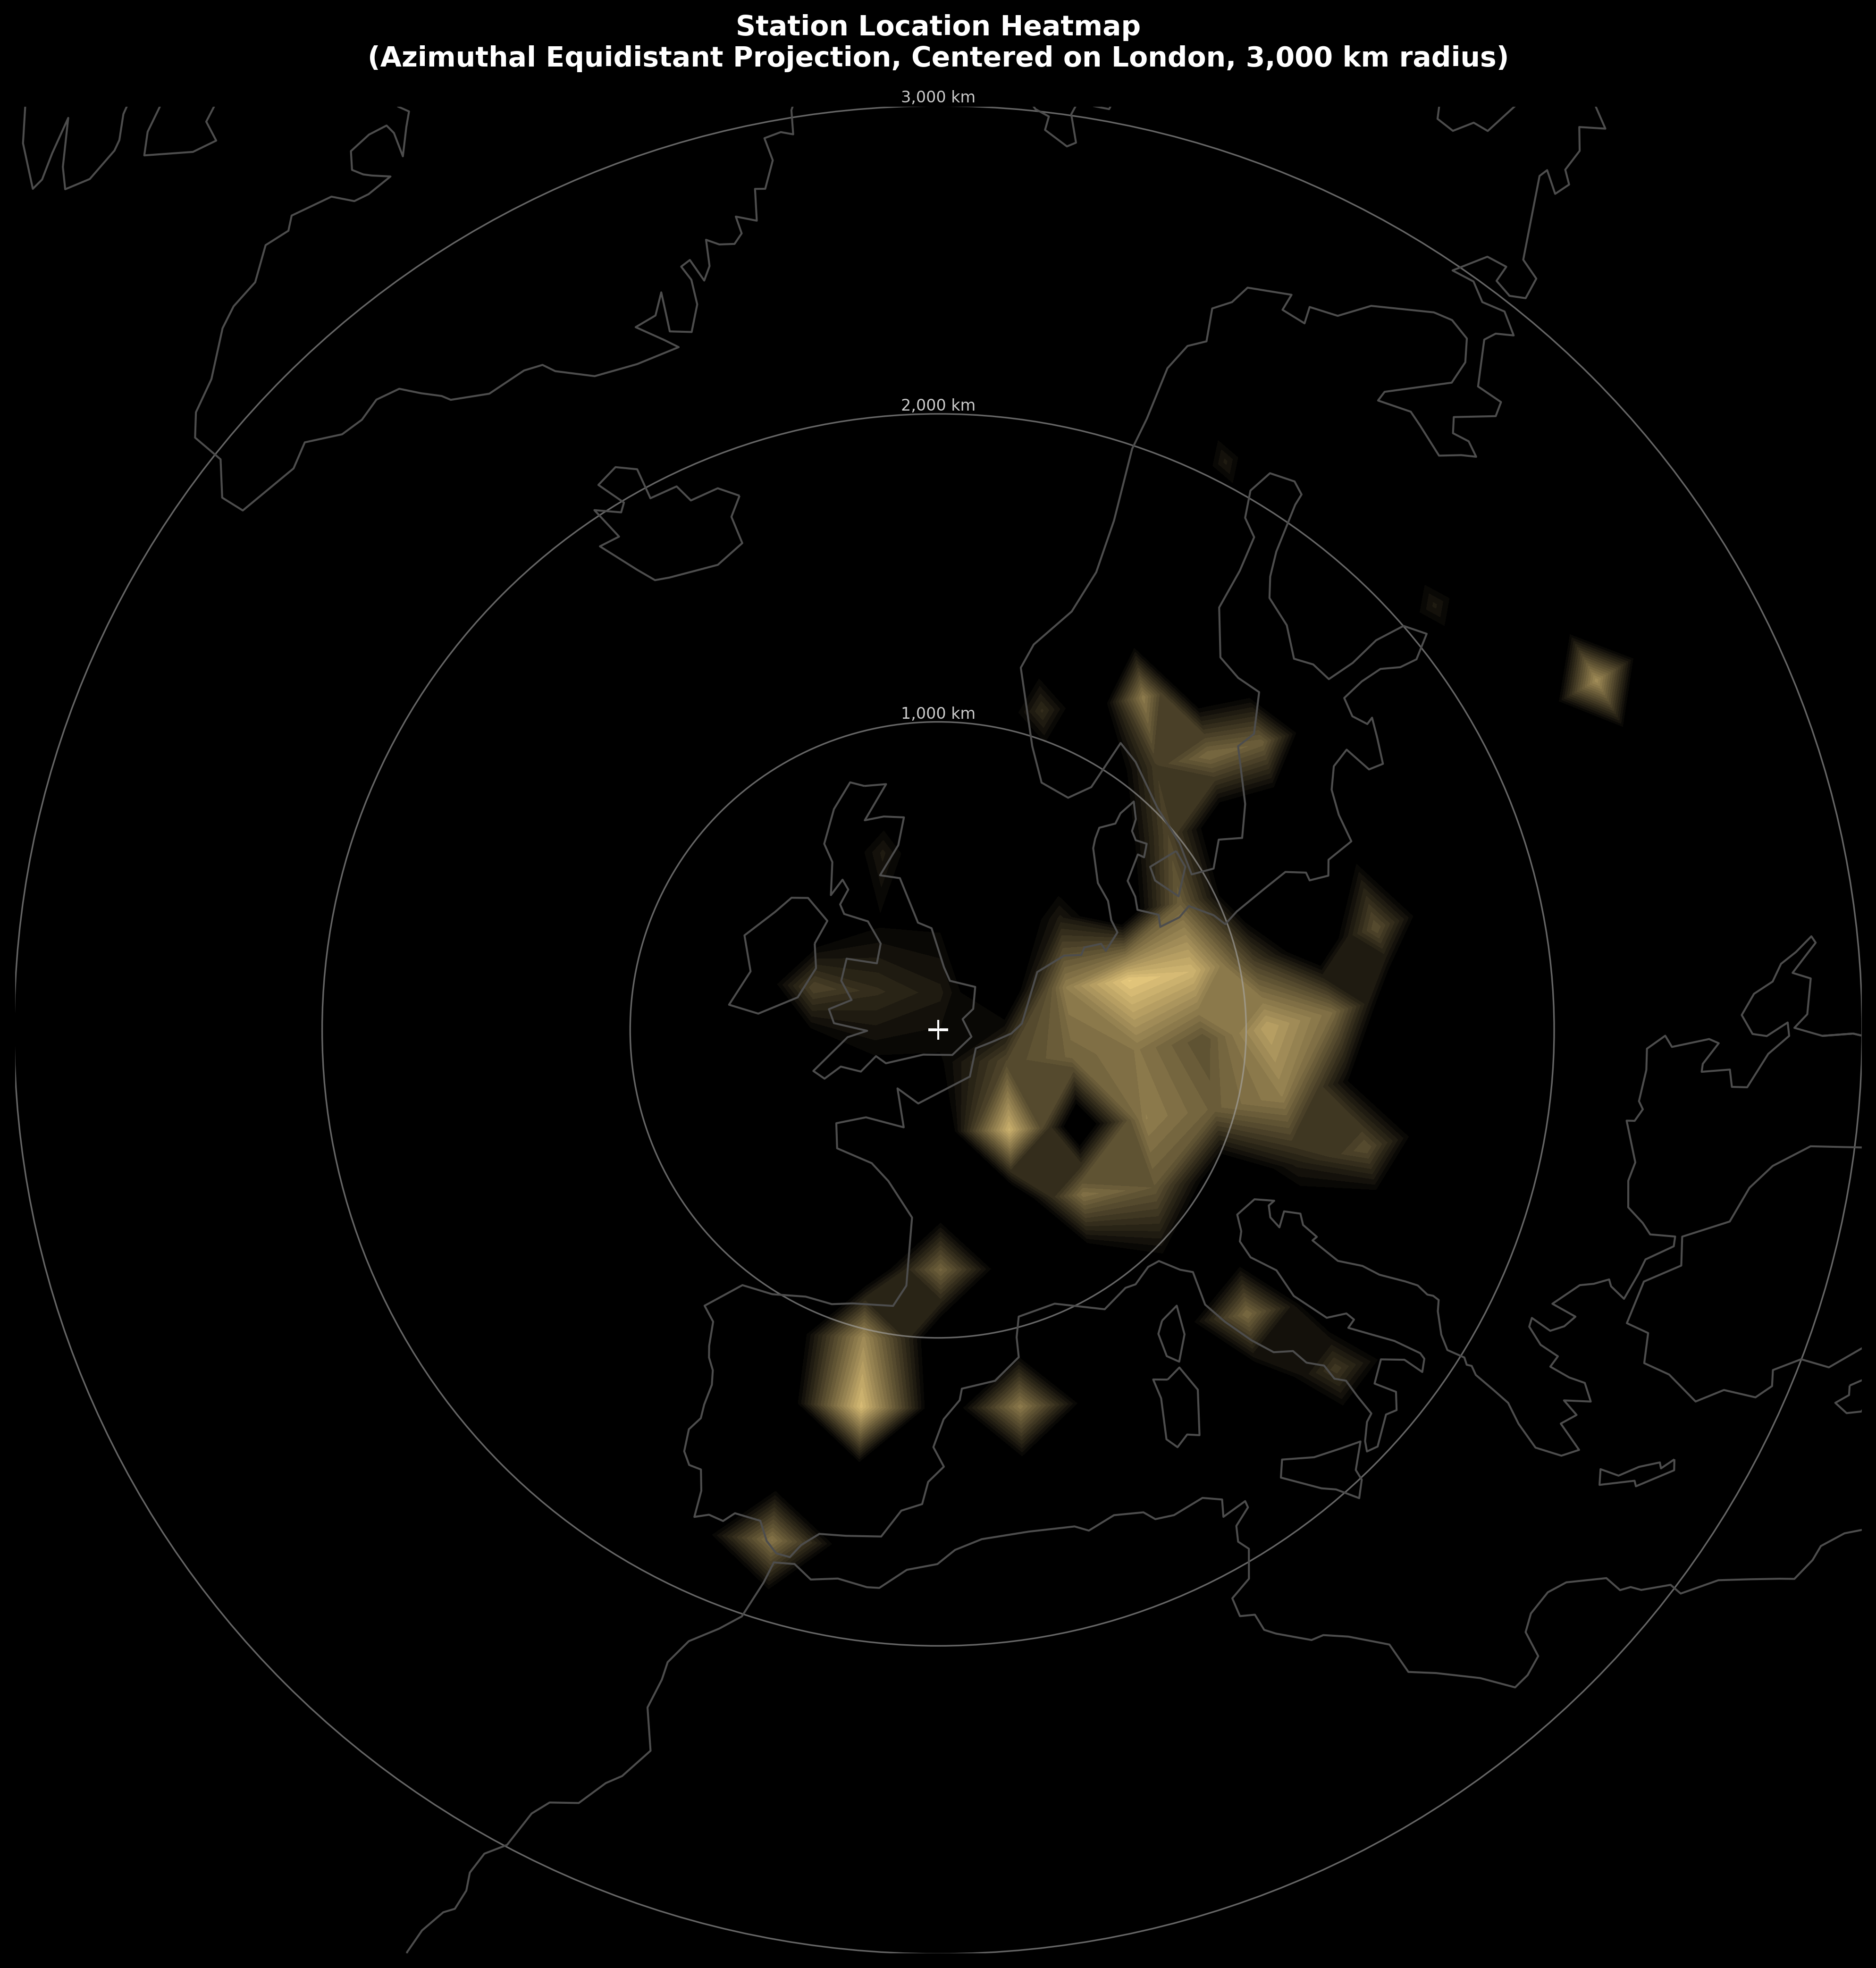 Station Location Heatmap
(Azimuthal Equidistant Projection, Centered on London, 3,000 km radius)
3,000 km
2,000 km
1,000 km